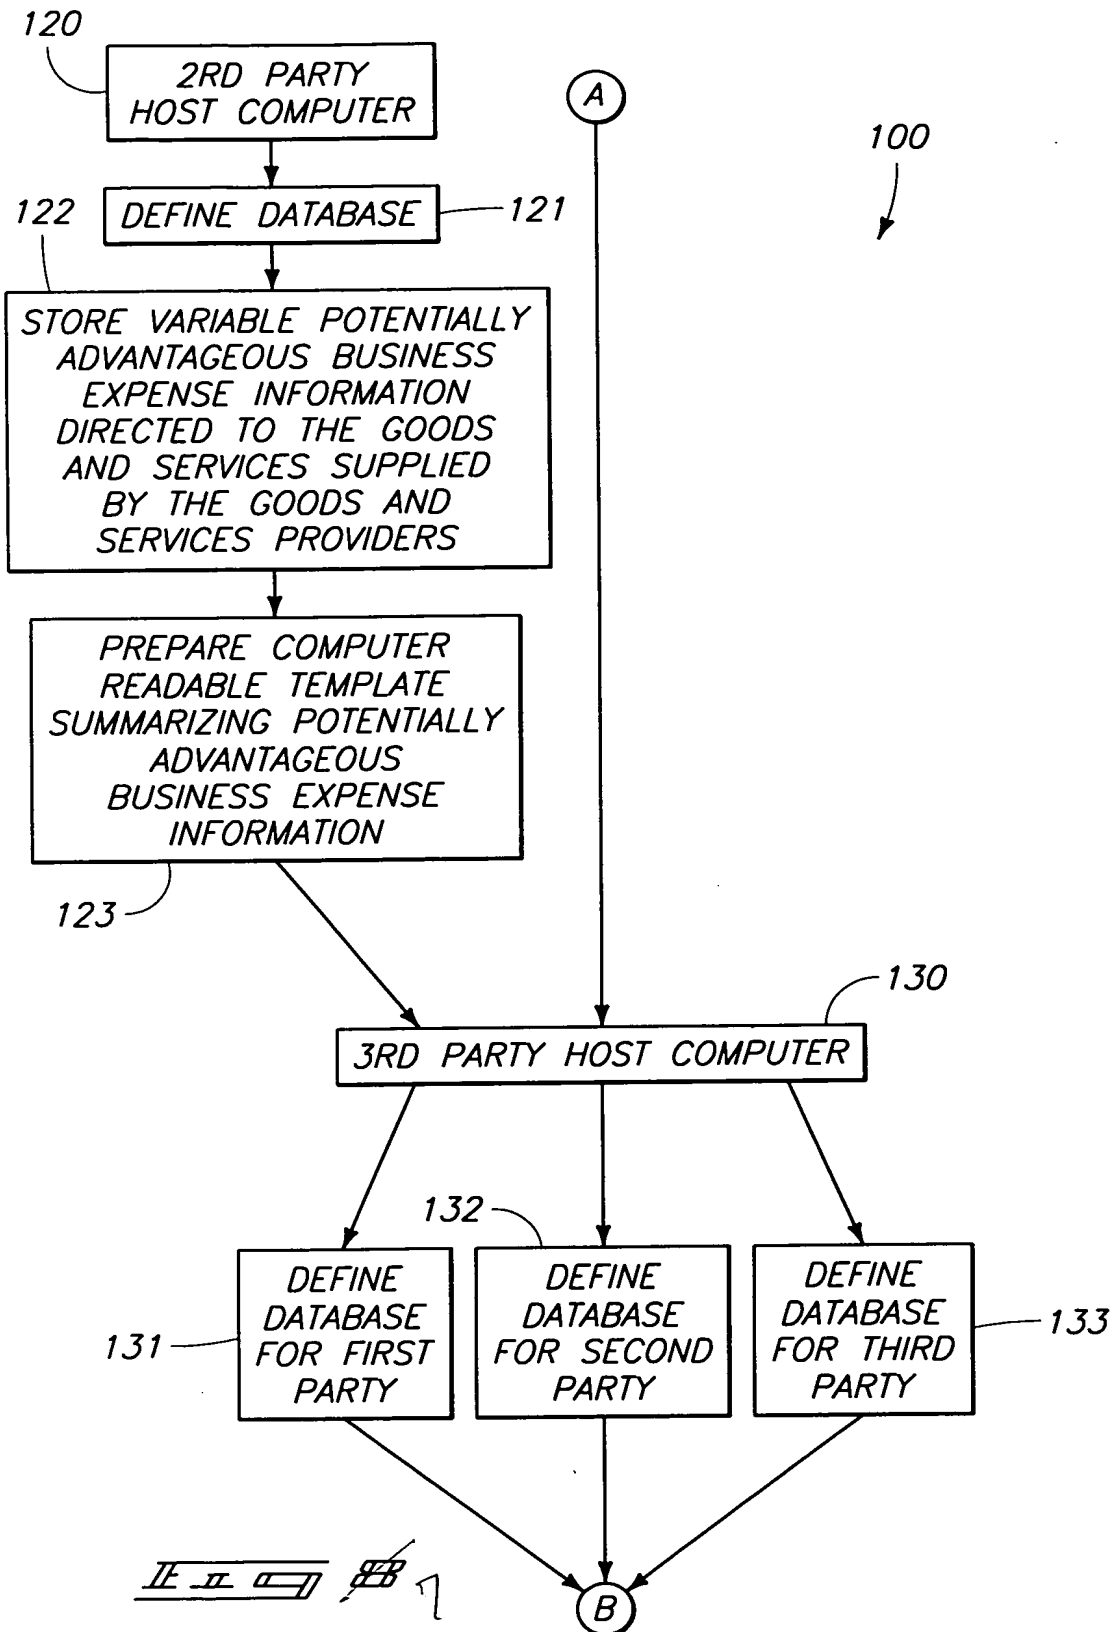 120
2RD PARTY
HOST COMPUTER
A
100
122
DEFINE DATABASE
121
STORE VARIABLE POTENTIALLY
ADVANTAGEOUS BUSINESS
EXPENSE INFORMATION
DIRECTED TO THE GOODS
AND SERVICES SUPPLIED
BY THE GOODS AND
SERVICES PROVIDERS
PREPARE COMPUTER
READABLE TEMPLATE
SUMMARIZING POTENTIALLY
ADVANTAGEOUS
BUSINESS EXPENSE
INFORMATION
123
130
3RD PARTY HOST COMPUTER
132
131
DEFINE
DATABASE
FOR FIRST
PARTY
DEFINE
DATABASE
FOR SECOND
PARTY
DEFINE
DATABASE
FOR THIRD
PARTY
133
FIG 8 7
B